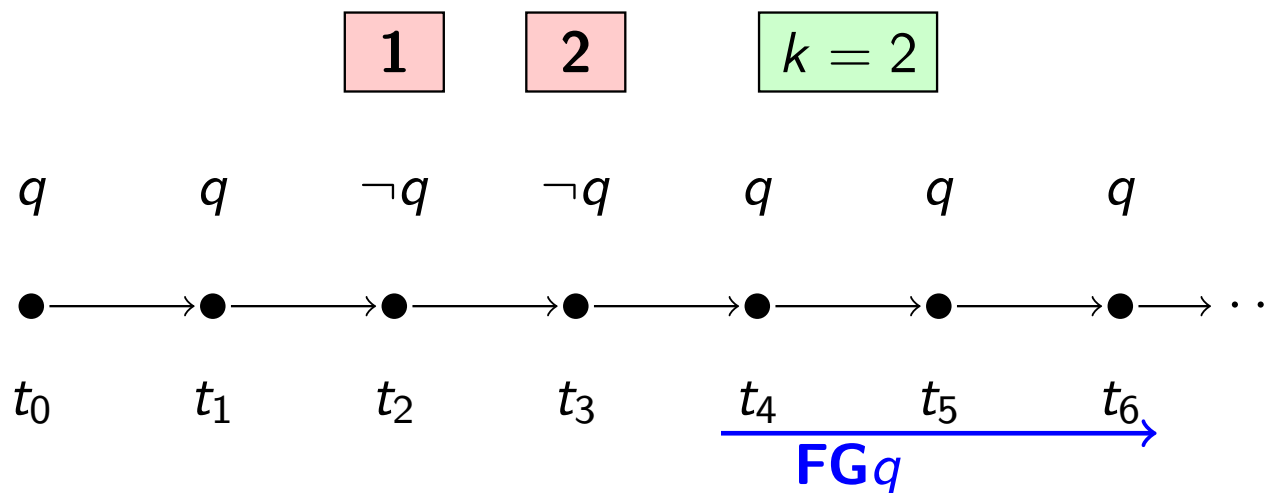 1 2 k = 2
q q ¬q ¬q q q q
· ·
t₀ t₁ t₂ t₃ t₄ t₅ t₆
FGq